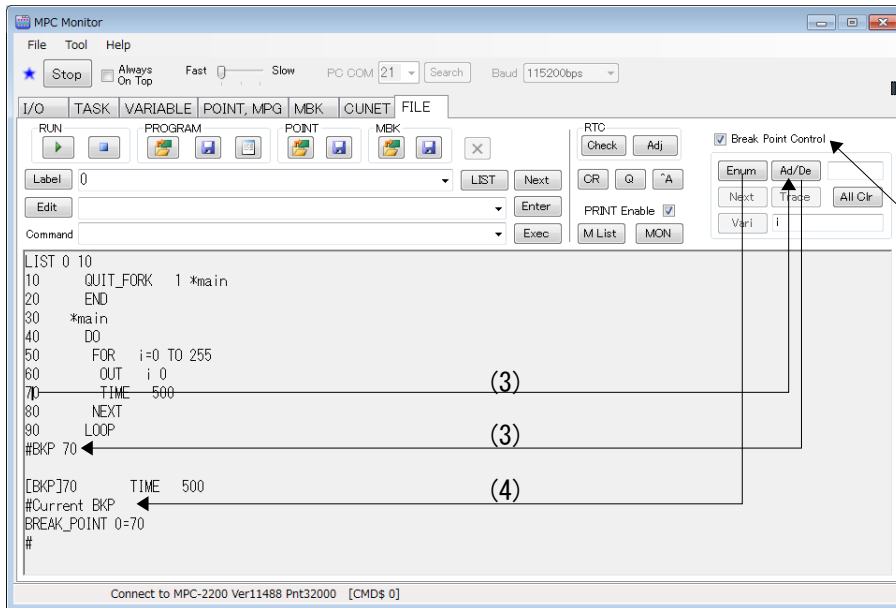 MPC Monitor
File Tool Help
Stop Always On Top Fast Slow PC COM 21 Search Baud 115200bps
I/O TASK VARIABLE POINT, MPG MBK CUNET FILE
RUN PROGRAM POINT MBK RTC
Check Adj Break Point Control
Label 0 LIST Next CR Q ^A Enum Ad/De
Edit Enter PRINT Enable Next Trace All Clr
Command Exec M List MON Vari i
LIST 0 10
10 QUIT_FORK 1 *main
20 END
30 *main
40 DO
50 FOR i=0 TO 255
60 OUT i 0
70 TIME 500 (3)
80 NEXT
90 LOOP (3)
#BKP 70
[BKP]70 TIME 500 (4)
#Current BKP
BREAK_POINT 0=70
#
Connect to MPC-2200 Ver11488 Pnt32000 [CMD$ 0]